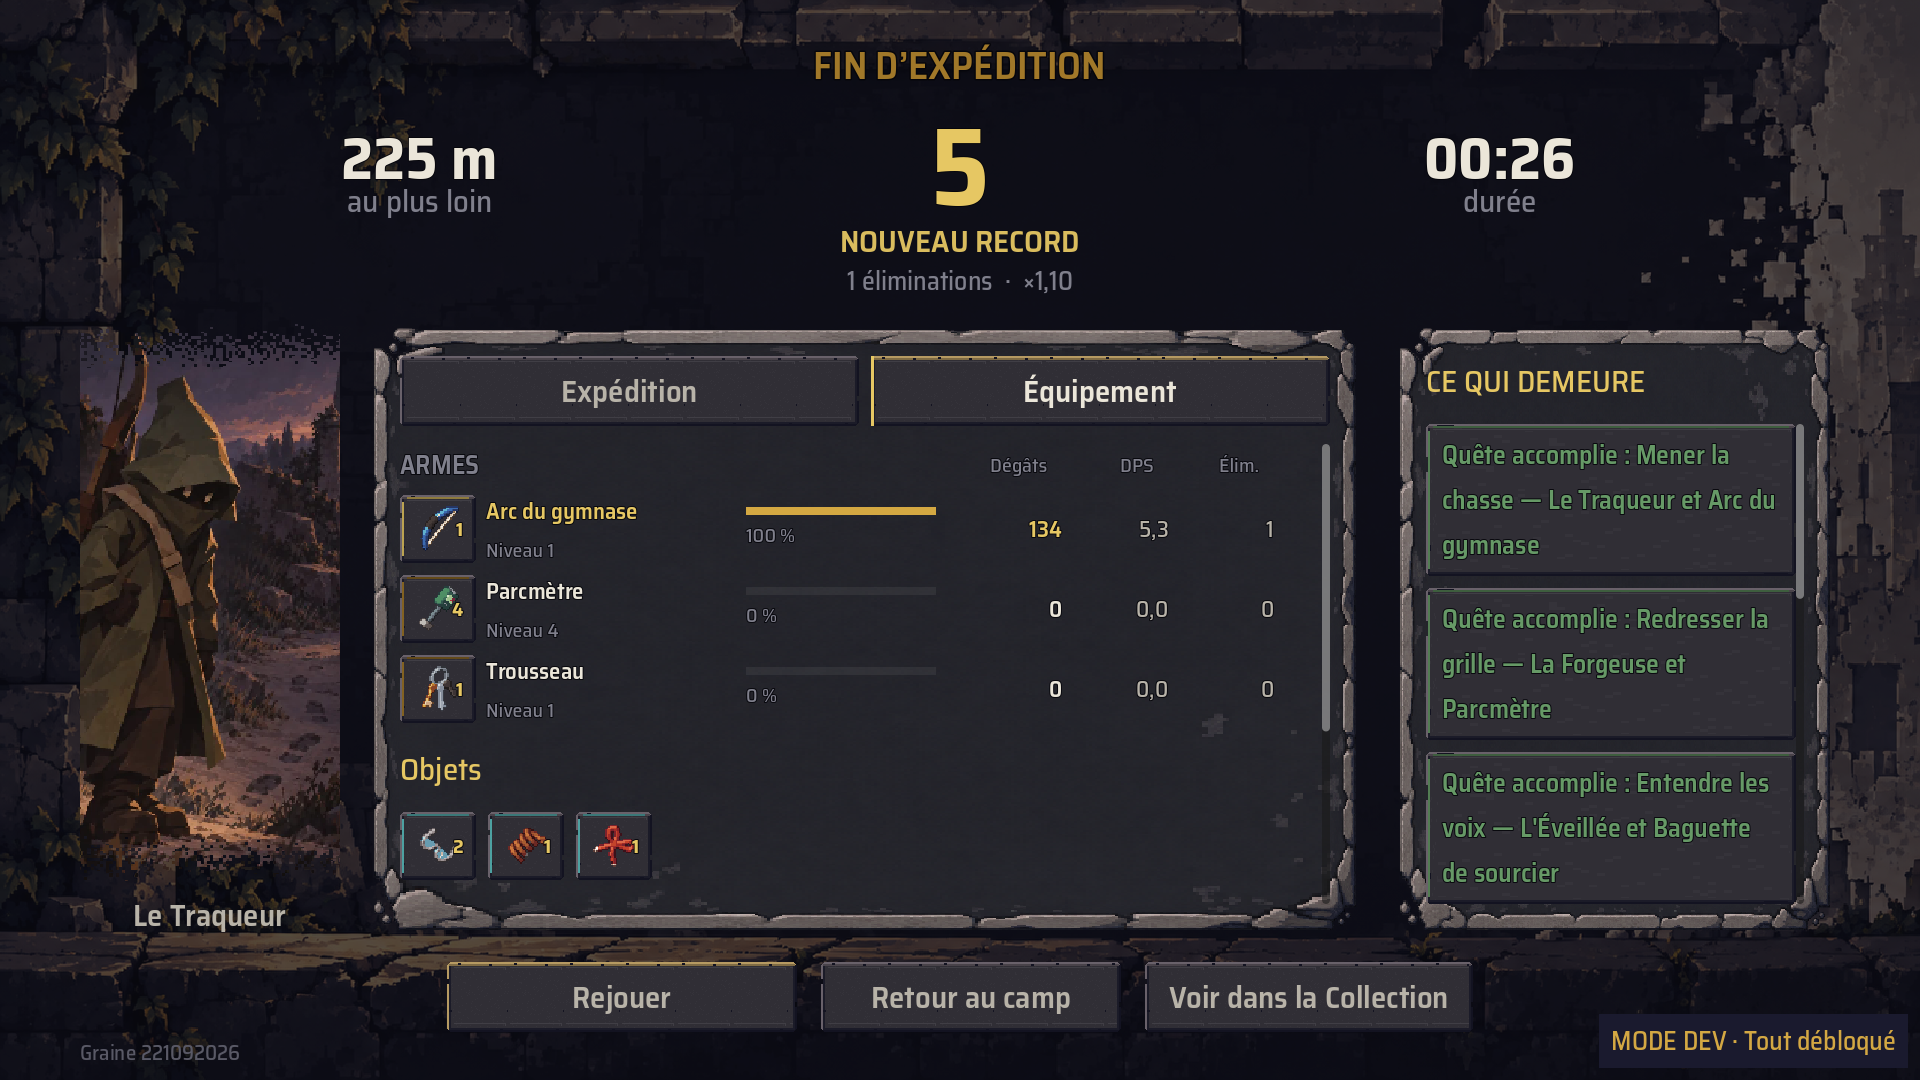 FIN D’EXPÉDITION
225 m
au plus loin
5
NOUVEAU RECORD
1 éliminations · ×1,10
00:26
durée
Expédition
Équipement
ARMES
Dégâts
DPS
Élim.
1
Arc du gymnase
Niveau 1
100 %
134
5,3
1
4
Parcmètre
Niveau 4
0 %
0
0,0
0
1
Trousseau
Niveau 1
0 %
0
0,0
0
Objets
2
1
1
CE QUI DEMEURE
Quête accomplie : Mener la
chasse — Le Traqueur et Arc du
gymnase
Quête accomplie : Redresser la
grille — La Forgeuse et
Parcmètre
Quête accomplie : Entendre les
voix — L'Éveillée et Baguette
de sourcier
Le Traqueur
Rejouer
Retour au camp
Voir dans la Collection
Graine 221092026
MODE DEV · Tout débloqué